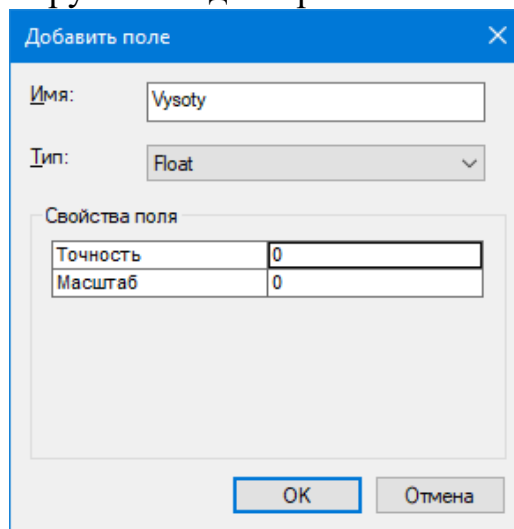 Добавить поле
Имя: Vysoty
Тип: Float
Свойства поля
Точность 0
Масштаб 0
OK Отмена